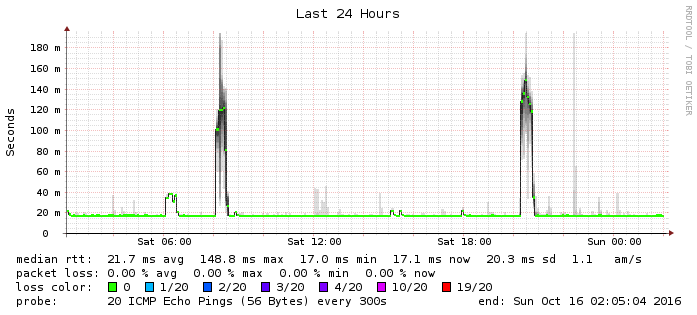 Last 24 Hours
RRDTOOL / TOBI OETIKER
Seconds
180 m
160 m
140 m
120 m
100 m
80 m
60 m
40 m
20 m
0
Sat 06:00 Sat 12:00 Sat 18:00 Sun 00:00
median rtt: 21.7 ms avg 148.8 ms max 17.0 ms min 17.1 ms now 20.3 ms sd 1.1 am/s
packet loss: 0.00 % avg 0.00 % max 0.00 % min 0.00 % now
loss color: 0 1/20 2/20 3/20 4/20 10/20 19/20
probe: 20 ICMP Echo Pings (56 Bytes) every 300s end: Sun Oct 16 02:05:04 2016